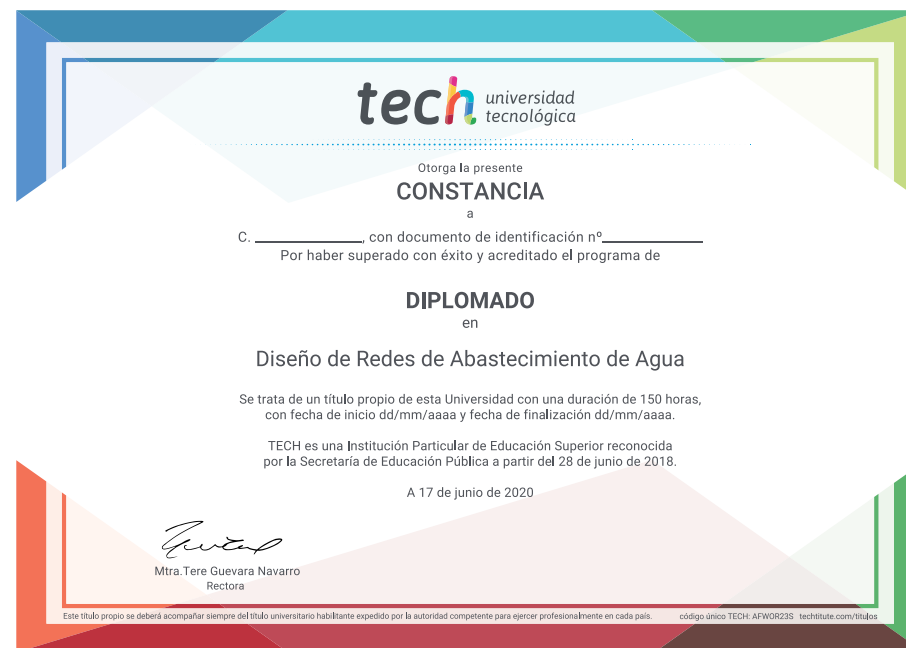 tech universidad
tecnológica
Otorga la presente
CONSTANCIA
a
C. ____________, con documento de identificación nº____________
Por haber superado con éxito y acreditado el programa de
DIPLOMADO
en
Diseño de Redes de Abastecimiento de Agua
Se trata de un título propio de esta Universidad con una duración de 150 horas,
con fecha de inicio dd/mm/aaaa y fecha de finalización dd/mm/aaaa.
TECH es una Institución Particular de Educación Superior reconocida
por la Secretaría de Educación Pública a partir del 28 de junio de 2018.
A 17 de junio de 2020
Mtra.Tere Guevara Navarro
Rectora
Este título propio se deberá acompañar siempre del título universitario habilitante expedido por la autoridad competente para ejercer profesionalmente en cada país. código único TECH: AFWOR23S techtitute.com/titulos